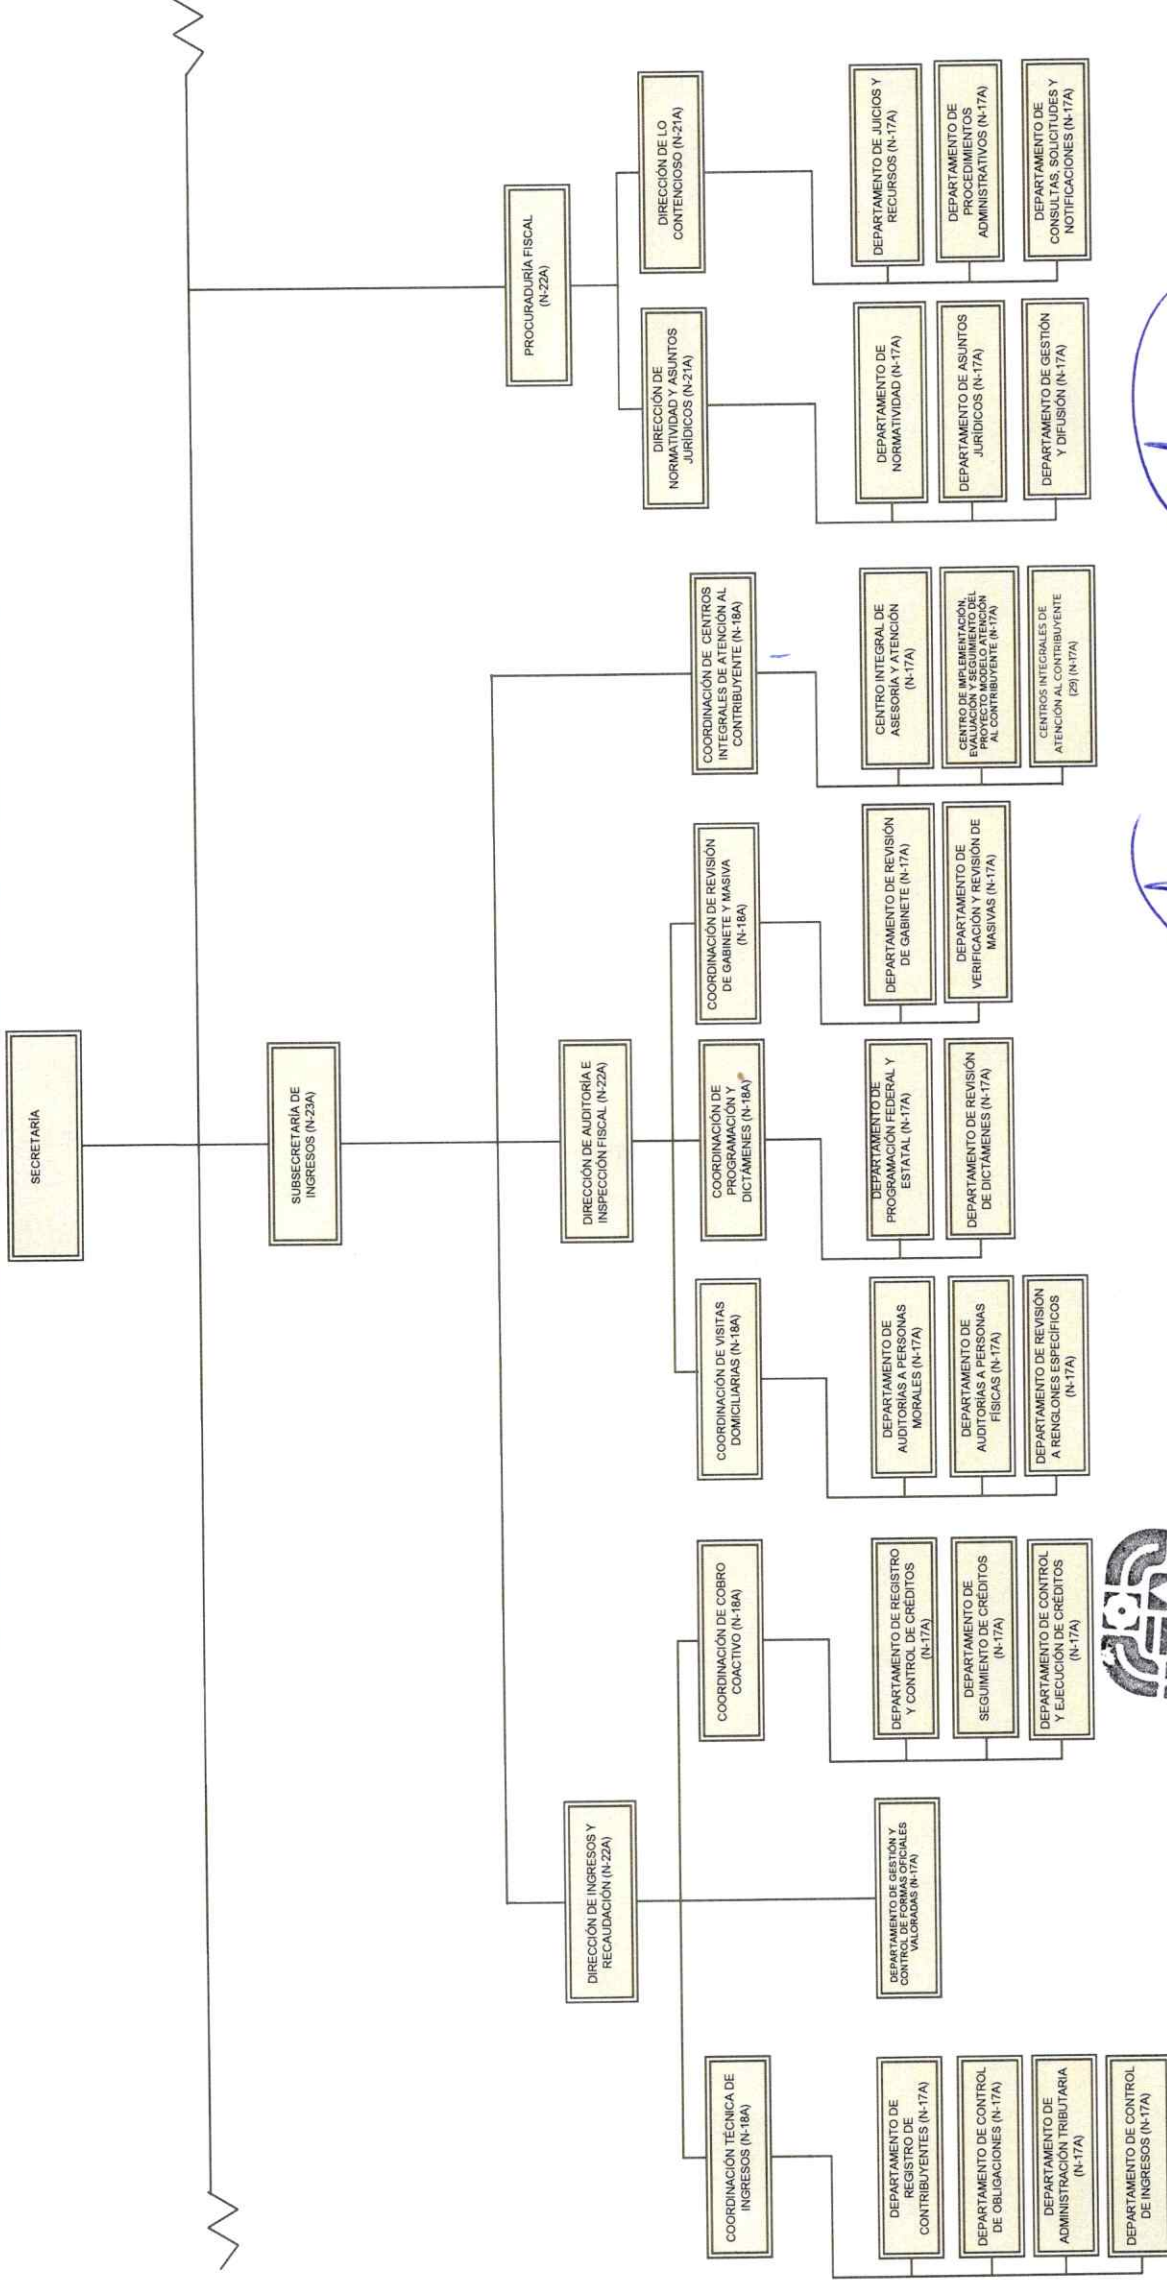 SECRETARÍA
SUBSECRETARÍA DE
INGRESOS (N-23A)
PROCURADURÍA FISCAL
(N-22A)
DIRECCIÓN DE INGRESOS Y
RECAUDACIÓN (N-22A)
DIRECCIÓN DE AUDITORÍA E
INSPECCIÓN FISCAL (N-22A)
DIRECCIÓN DE
NORMATIVIDAD Y ASUNTOS
JURÍDICOS (N-21A)
DIRECCIÓN DE LO
CONTENCIOSO (N-21A)
COORDINACIÓN TÉCNICA DE
INGRESOS (N-18A)
COORDINACIÓN DE COBRO
COACTIVO (N-18A)
COORDINACIÓN DE VISITAS
DOMICILIARIAS (N-18A)
COORDINACIÓN DE
PROGRAMACIÓN Y
DICTÁMENES (N-18A)
COORDINACIÓN DE REVISIÓN
DE GABINETE Y MASIVA
(N-18A)
COORDINACIÓN DE CENTROS
INTEGRALES DE ATENCIÓN AL
CONTRIBUYENTE (N-18A)
DEPARTAMENTO DE
REGISTRO DE
CONTRIBUYENTES (N-17A)
DEPARTAMENTO DE CONTROL
DE OBLIGACIONES (N-17A)
DEPARTAMENTO DE
ADMINISTRACIÓN TRIBUTARIA
(N-17A)
DEPARTAMENTO DE CONTROL
DE INGRESOS (N-17A)
DEPARTAMENTO DE GESTIÓN Y
CONTROL DE FORMAS OFICIALES
VALORADAS (N-17A)
DEPARTAMENTO DE REGISTRO
Y CONTROL DE CRÉDITOS
(N-17A)
DEPARTAMENTO DE
SEGUIMIENTO DE CRÉDITOS
(N-17A)
DEPARTAMENTO DE CONTROL
Y EJECUCIÓN DE CRÉDITOS
(N-17A)
DEPARTAMENTO DE
AUDITORÍAS A PERSONAS
MORALES (N-17A)
DEPARTAMENTO DE
AUDITORÍAS A PERSONAS
FÍSICAS (N-17A)
DEPARTAMENTO DE REVISIÓN
A RENGLONES ESPECÍFICOS
(N-17A)
DEPARTAMENTO DE
PROGRAMACIÓN FEDERAL Y
ESTATAL (N-17A)
DEPARTAMENTO DE REVISIÓN
DE DICTÁMENES (N-17A)
DEPARTAMENTO DE REVISIÓN
DE GABINETE (N-17A)
DEPARTAMENTO DE
VERIFICACIÓN Y REVISIÓN DE
MASIVAS (N-17A)
CENTRO INTEGRAL DE
ASESORÍA Y ATENCIÓN
(N-17A)
CENTRO DE IMPLEMENTACIÓN,
EVALUACIÓN Y SEGUIMIENTO DEL
PROYECTO MODELO ATENCIÓN
AL CONTRIBUYENTE (N-17A)
CENTROS INTEGRALES DE
ATENCIÓN AL CONTRIBUYENTE
(29) (N-17A)
DEPARTAMENTO DE
NORMATIVIDAD (N-17A)
DEPARTAMENTO DE ASUNTOS
JURÍDICOS (N-17A)
DEPARTAMENTO DE GESTIÓN
Y DIFUSIÓN (N-17A)
DEPARTAMENTO DE JUICIOS Y
RECURSOS (N-17A)
DEPARTAMENTO DE
PROCEDIMIENTOS
ADMINISTRATIVOS (N-17A)
DEPARTAMENTO DE
CONSULTAS, SOLICITUDES Y
NOTIFICACIONES (N-17A)